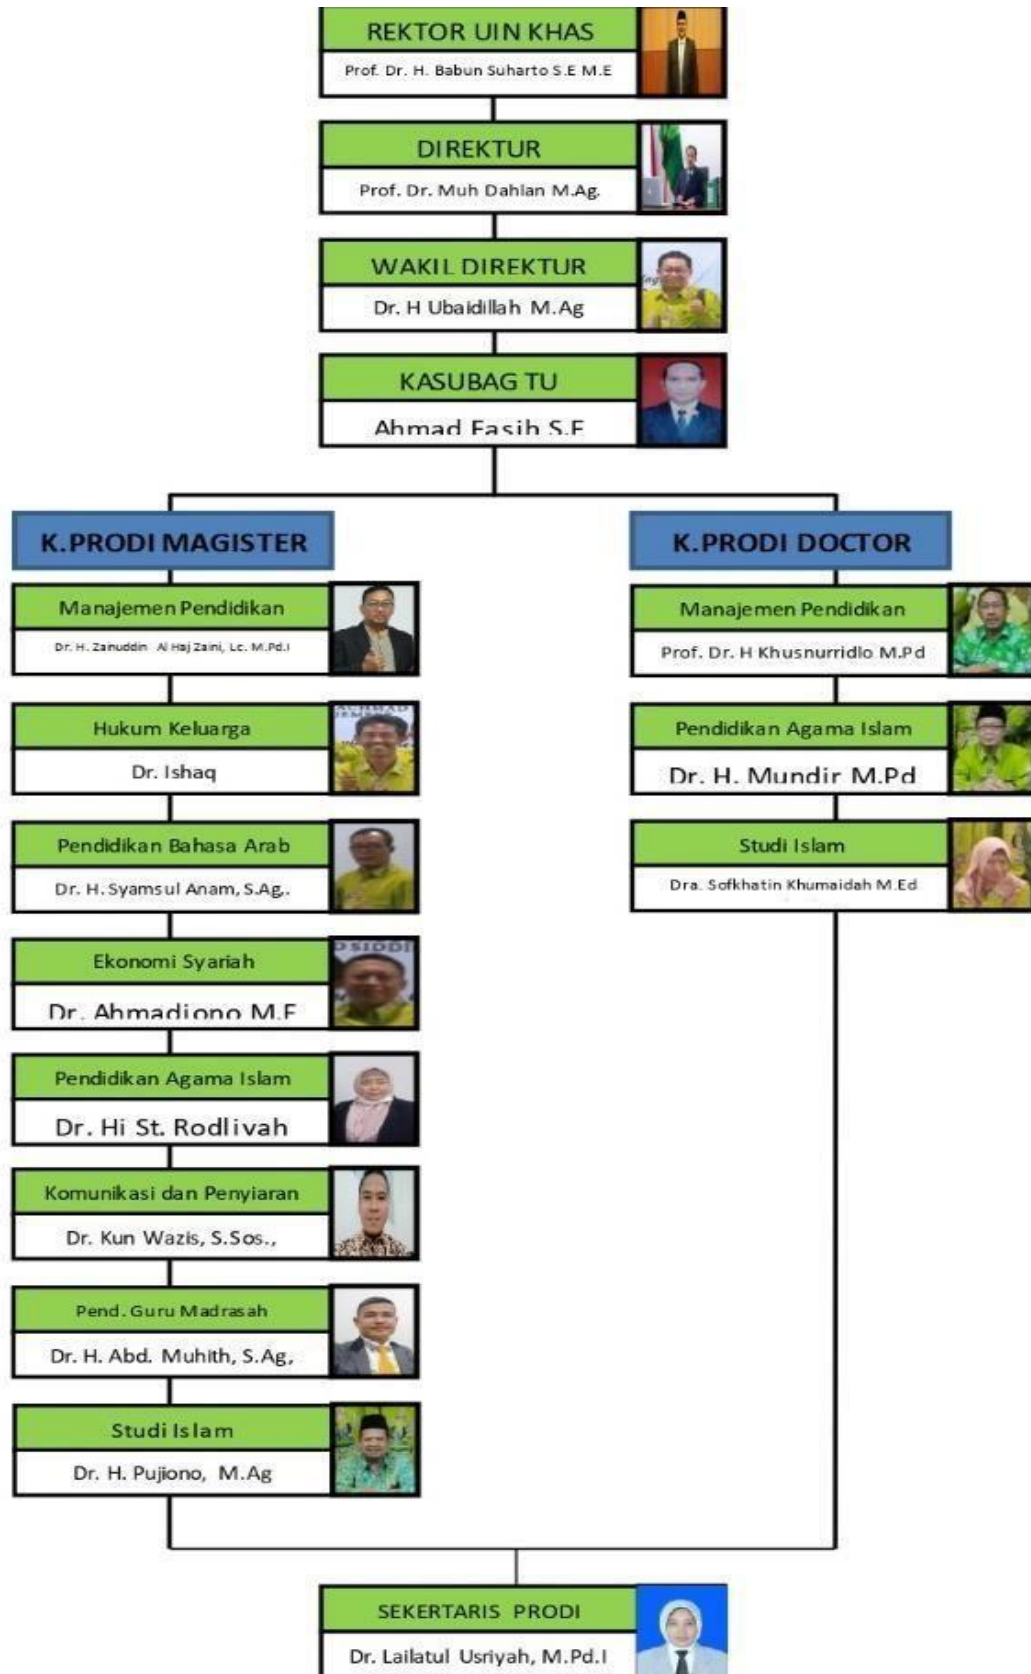 REKTOR UIN KHAS
Prof. Dr. H. Babun Suharto S.E M.E
DIREKTUR
Prof. Dr. Muh Dahlan M.Ag.
WAKIL DIREKTUR
Dr. H Ubaidillah M.Ag
KASUBAG TU
Ahmad Fasih S.E
K.PRODI MAGISTER
Manajemen Pendidikan
Dr. H. Zainuddin Al Haj Zaini, Lc. M.Pd.I
Hukum Keluarga
Dr. Ishaq
Pendidikan Bahasa Arab
Dr. H. Syamsul Anam, S.Ag,.
Ekonomi Syariah
Dr. Ahmadiono M.E
Pendidikan Agama Islam
Dr. Hj St. Rodliyah
Komunikasi dan Penyiaran
Dr. Kun Wazis, S.Sos.,
Pend. Guru Madrasah
Dr. H. Abd. Muhith, S.Ag,
Studi Islam
Dr. H. Pujiono, M.Ag
K.PRODI DOCTOR
Manajemen Pendidikan
Prof. Dr. H Khusnurridlo M.Pd
Pendidikan Agama Islam
Dr. H. Mundir M.Pd
Studi Islam
Dra. Sofkhatin Khumaidah M.Ed
SEKERTARIS PRODI
Dr. Lailatul Usriyah, M.Pd.I